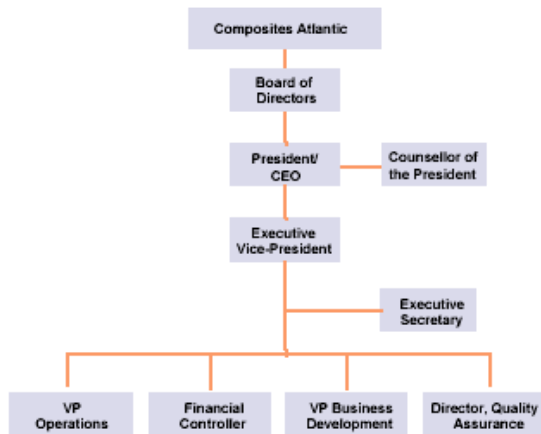 Composites Atlantic
Board of
Directors
President/
CEO
Counsellor of
the President
Executive
Vice-President
Executive
Secretary
VP
Operations
Financial
Controller
VP Business
Development
Director, Quality
Assurance